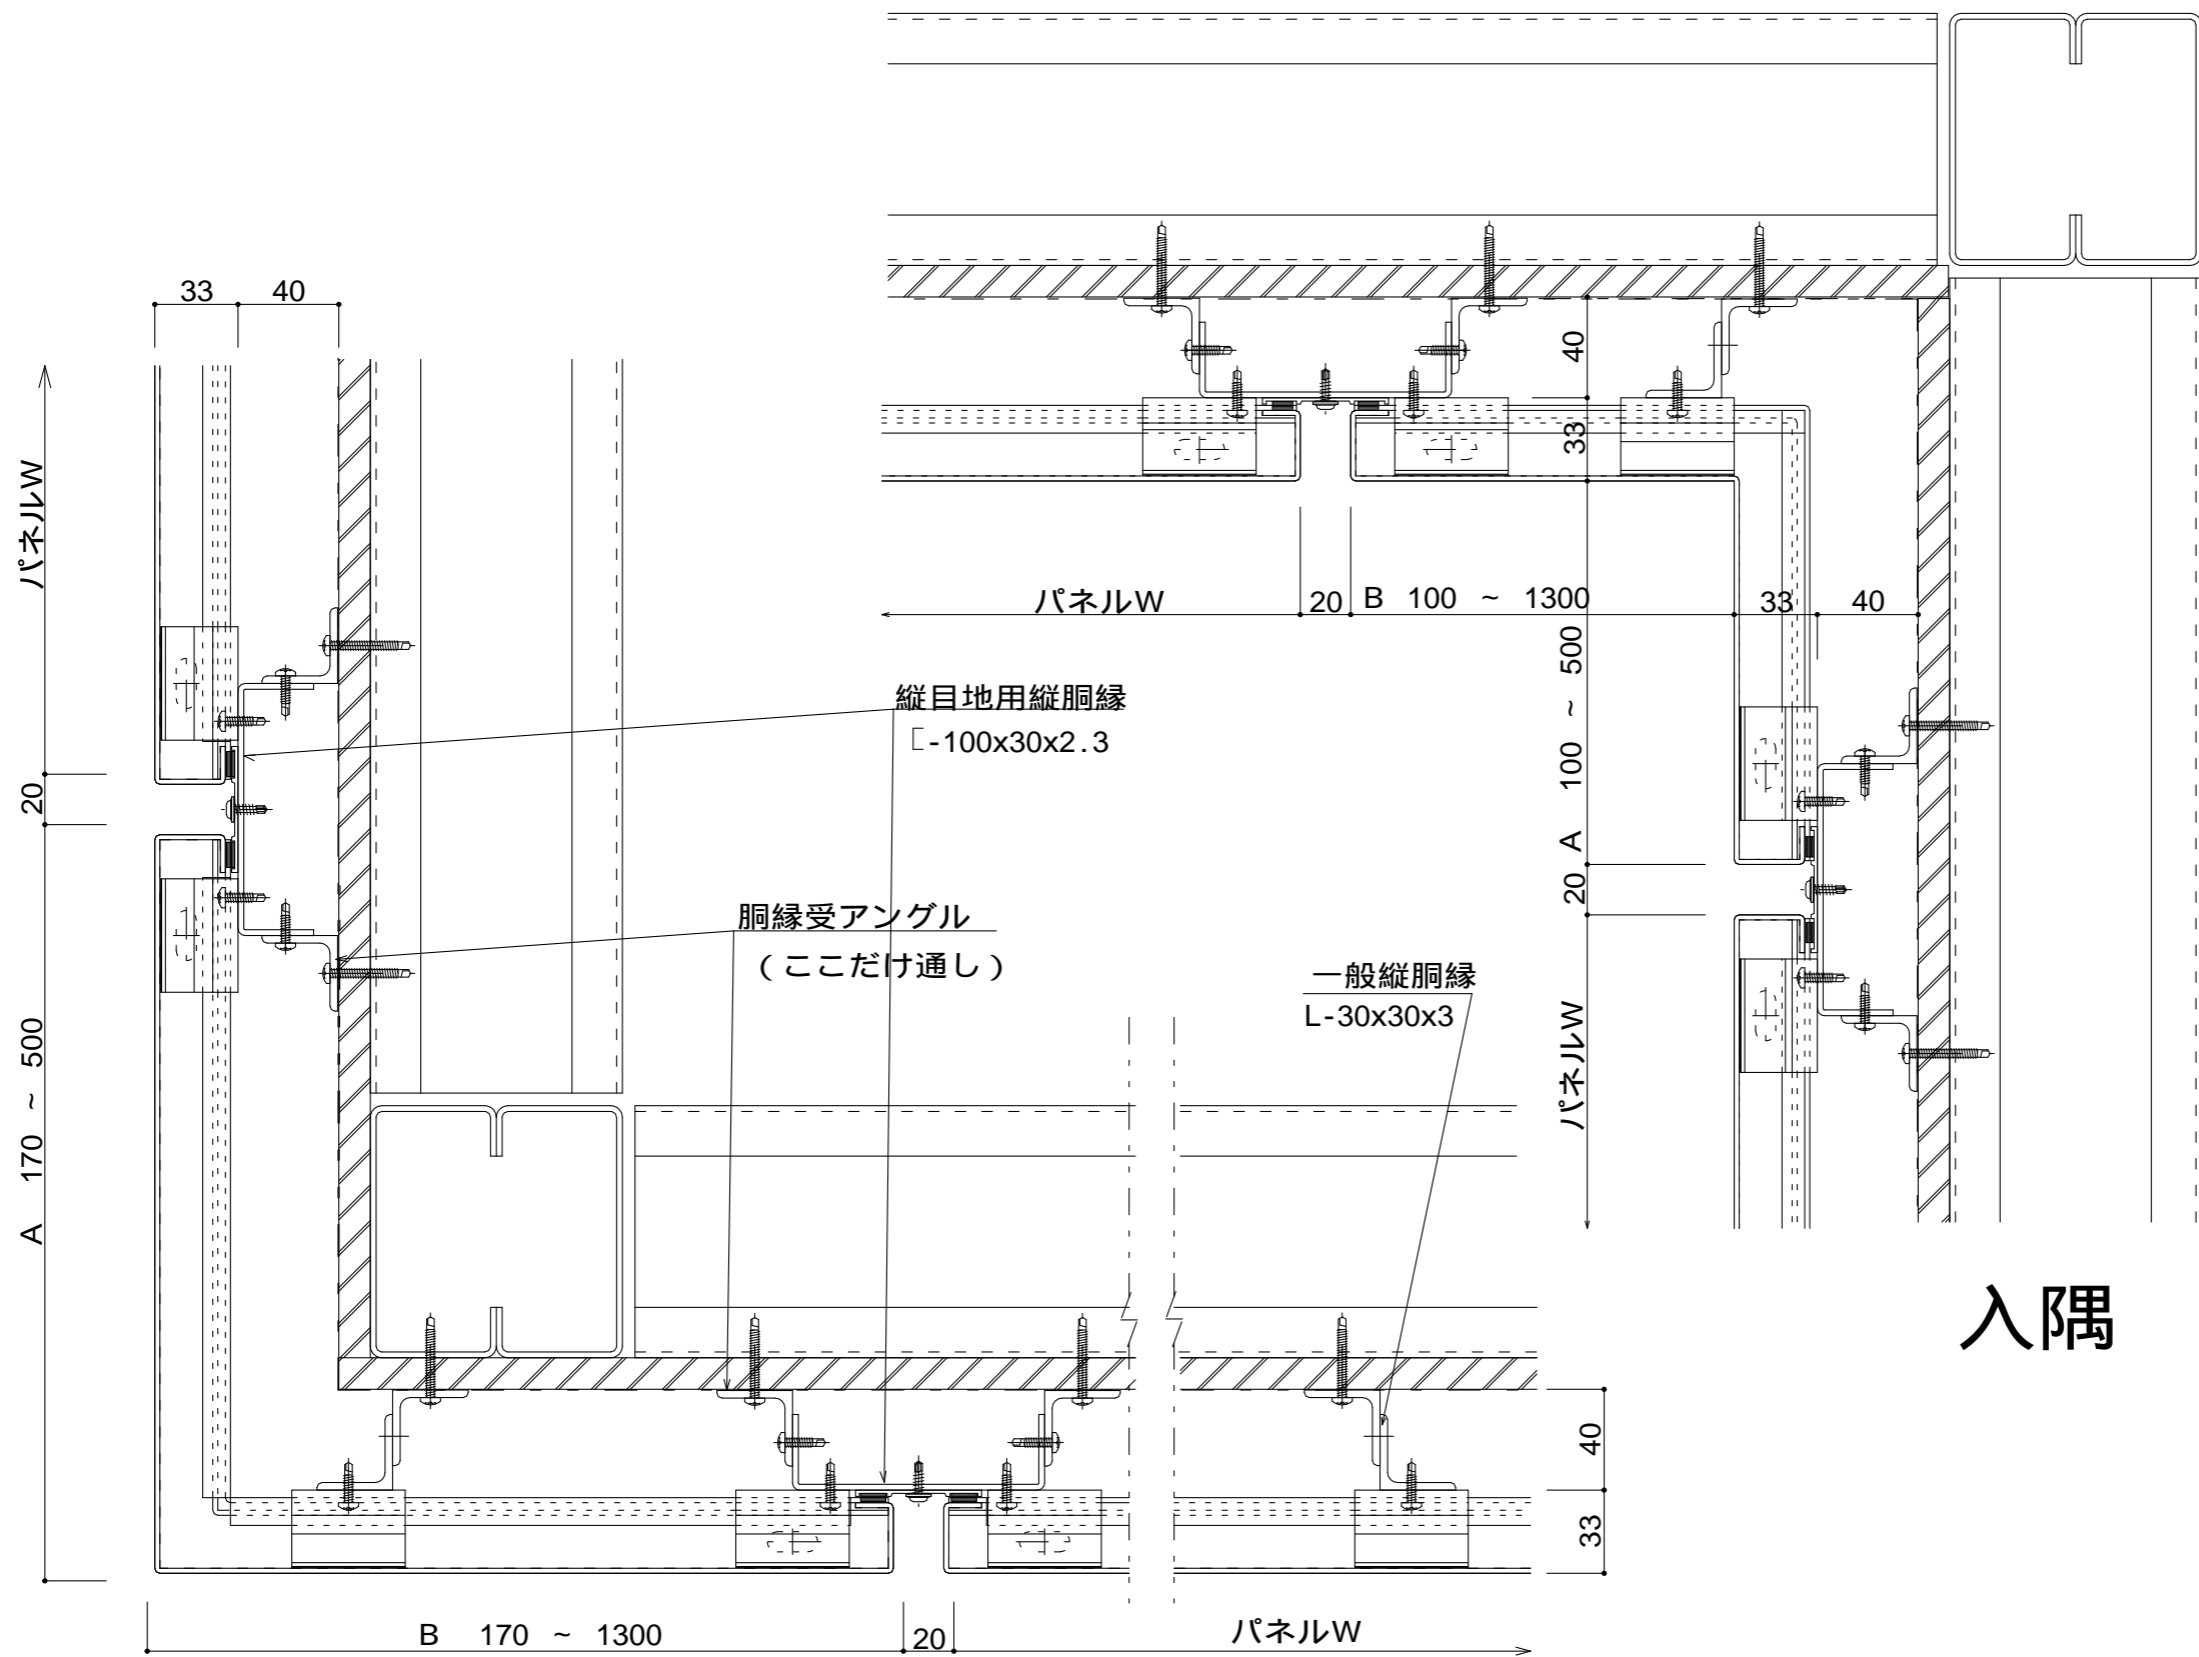 33
40
パネルW
20
A 170 ~ 500
40
33
パネルW
20
B 100 ~ 1300
33
40
A 100 ~ 500
20
パネルW
縦目地用縦胴縁
［-100x30x2.3
胴縁受アングル
（ここだけ通し）
一般縦胴縁
L-30x30x3
入隅
40
33
B 170 ~ 1300
20
パネルW